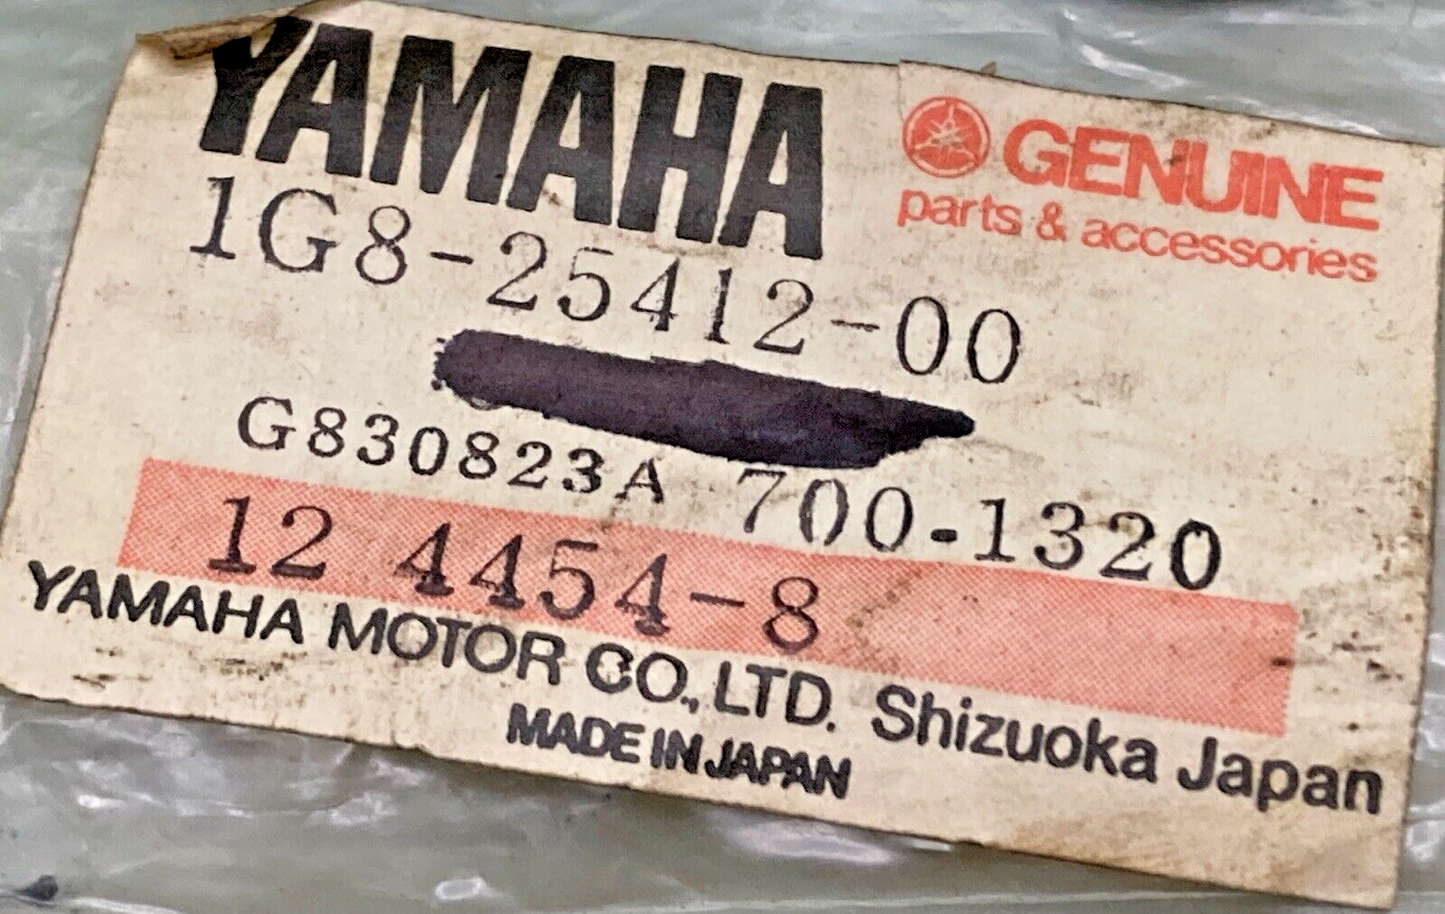 YAMAHA GENUINE
parts & accessories
1G8-25412-00
G830823A 700-1320
12 4454-8
YAMAHA MOTOR CO., LTD. Shizuoka Japan
MADE IN JAPAN